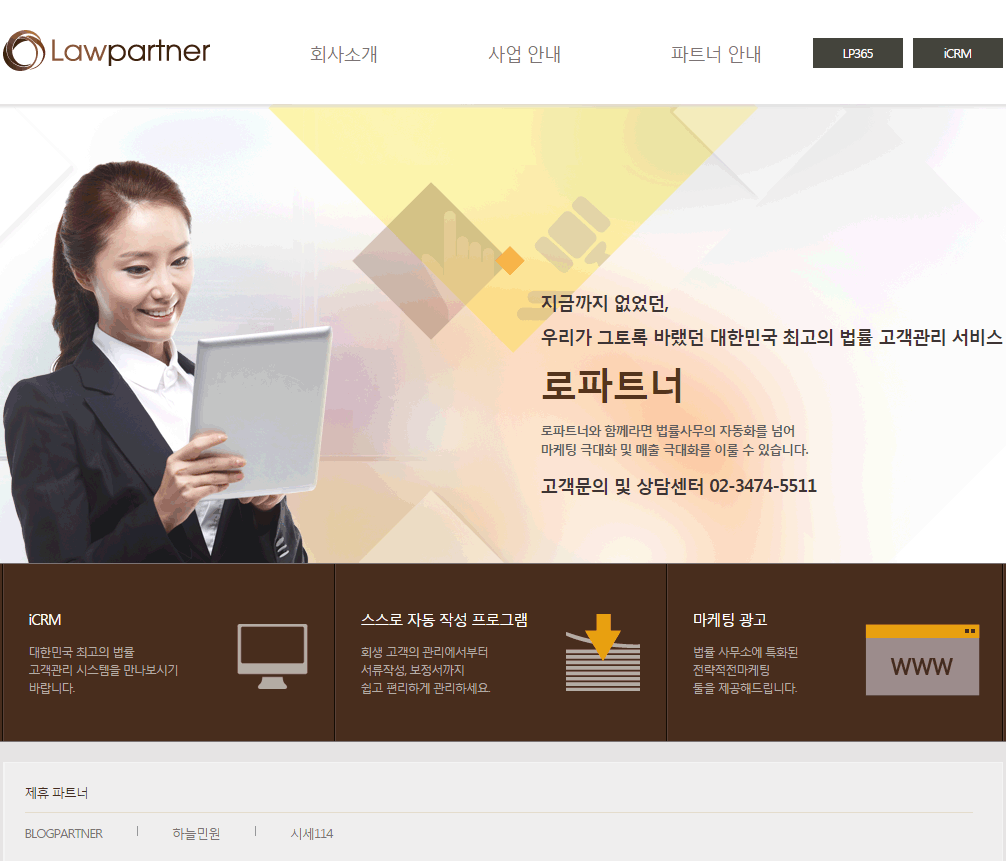 Lawpartner
회사소개
사업 안내
파트너 안내
LP365
iCRM
지금까지 없었던,
우리가 그토록 바랬던 대한민국 최고의 법률 고객관리 서비스
로파트너
로파트너와 함께라면 법률사무의 자동화를 넘어
마케팅 극대화 및 매출 극대화를 이룰 수 있습니다.
고객문의 및 상담센터 02-3474-5511
iCRM
대한민국 최고의 법률
고객관리 시스템을 만나보시기
바랍니다.
스스로 자동 작성 프로그램
회생 고객의 관리에서부터
서류작성, 보정서까지
쉽고 편리하게 관리하세요.
마케팅 광고
법률 사무소에 특화된
전략적전마케팅
툴을 제공해드립니다.
WWW
제휴 파트너
BLOGPARTNER
하늘민원
시세114